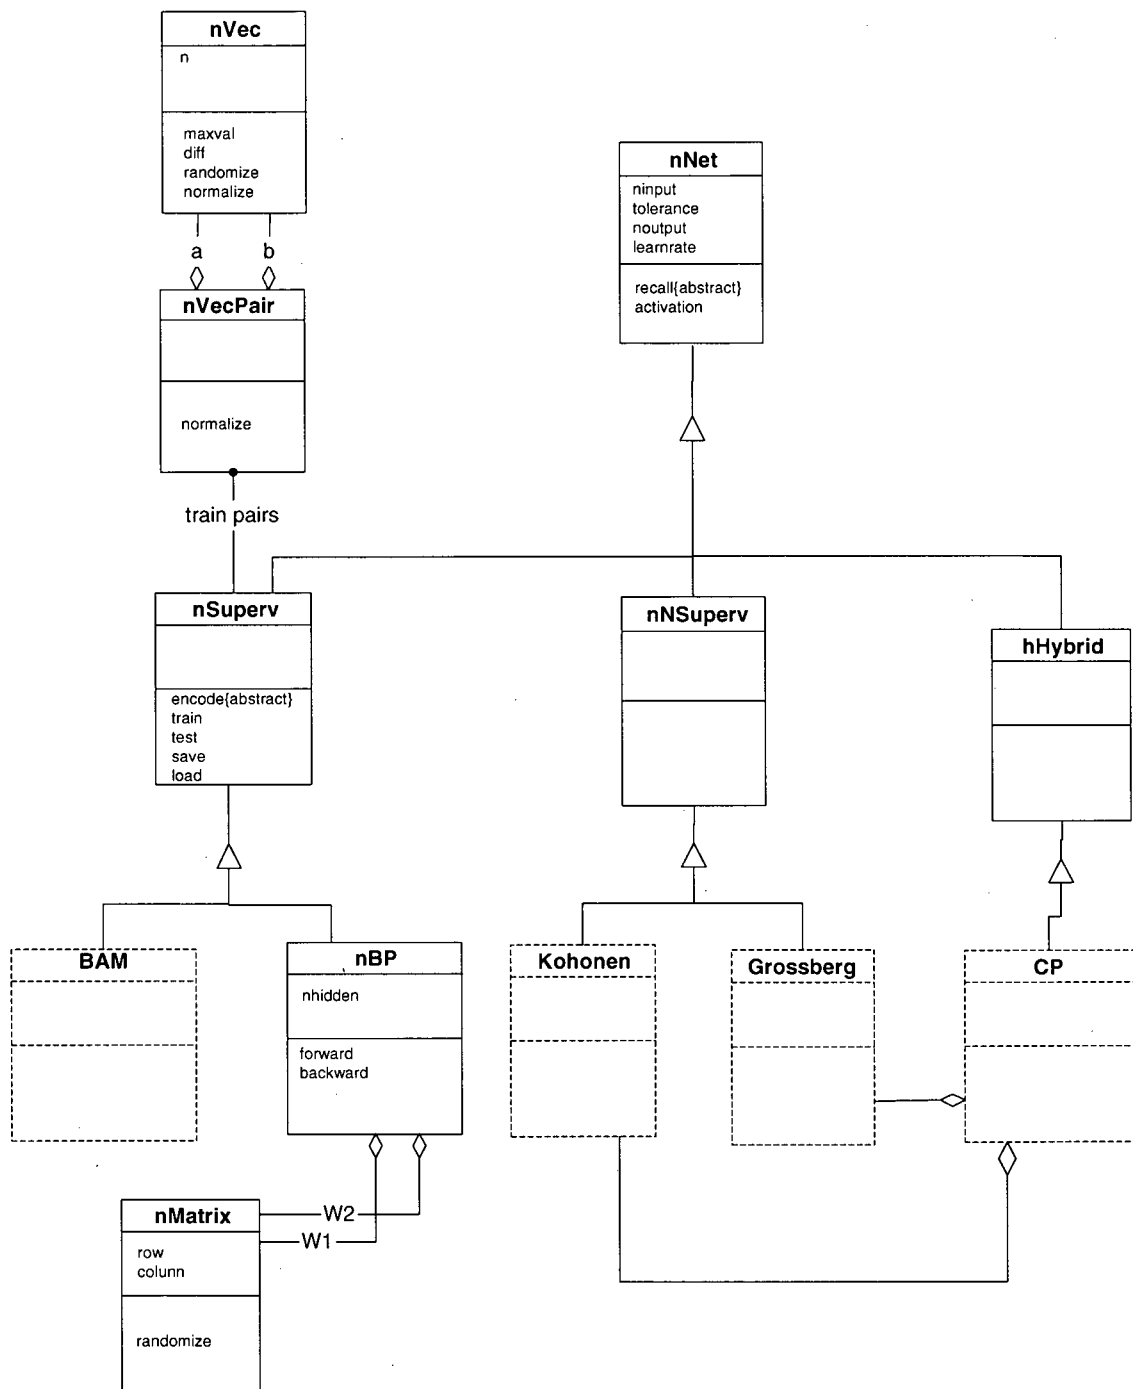 nVec
n
maxval
diff
randomize
normalize
a b
nVecPair
normalize
train pairs
nNet
ninput
tolerance
noutput
learnrate
recall{abstract}
activation
nSuperv
encode{abstract}
train
test
save
load
nNSuperv
hHybrid
BAM
nBP
nhidden
forward
backward
Kohonen
Grossberg
CP
W2
W1
nMatrix
row
colunn
randomize